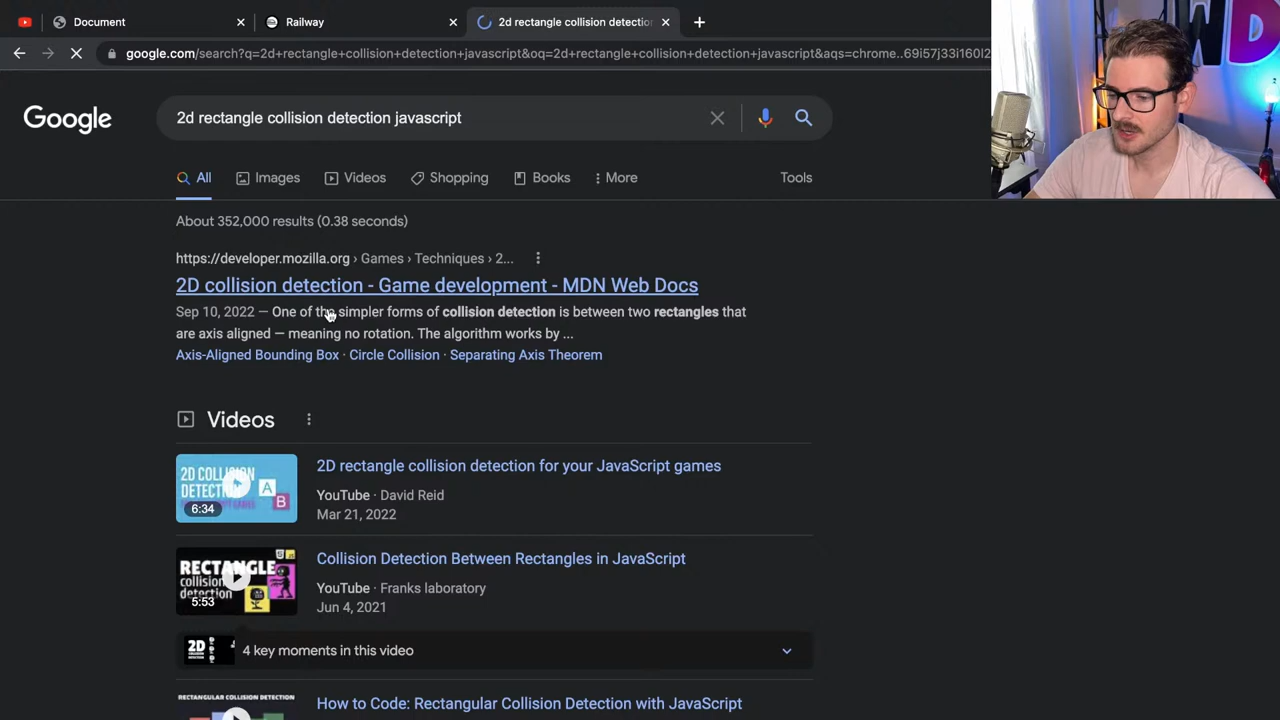 Document
Railway
2d rectangle collision detection
google.com/search?q=2d+rectangle+collision+detection+javascript&oq=2d+rectangle+collision+detection+javascript&aqs=chrome..69i57j33i160l2
Google
2d rectangle collision detection javascript
All
Images
Videos
Shopping
Books
More
Tools
About 352,000 results (0.38 seconds)
https://developer.mozilla.org › Games › Techniques › 2...
2D collision detection - Game development - MDN Web Docs
Sep 10, 2022 — One of the simpler forms of collision detection is between two rectangles that
are axis aligned — meaning no rotation. The algorithm works by ...
Axis-Aligned Bounding Box · Circle Collision · Separating Axis Theorem
Videos
2D COLLISION
A
B
6:34
2D rectangle collision detection for your JavaScript games
YouTube · David Reid
Mar 21, 2022
RECTANGLE
collision
detection
5:53
Collision Detection Between Rectangles in JavaScript
YouTube · Franks laboratory
Jun 4, 2021
2D
4 key moments in this video
RECTANGULAR COLLISION DETECTION
How to Code: Rectangular Collision Detection with JavaScript